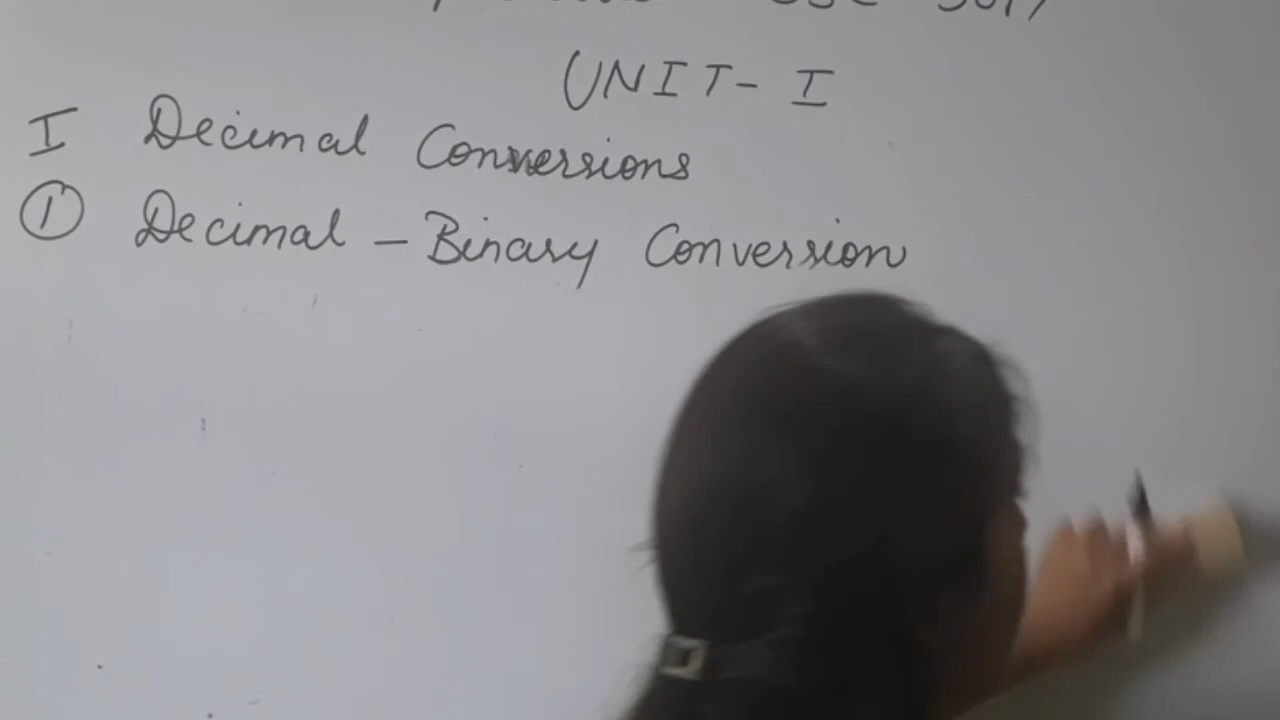 UNIT- I
I Decimal Conversions
① Decimal - Binary Conversion